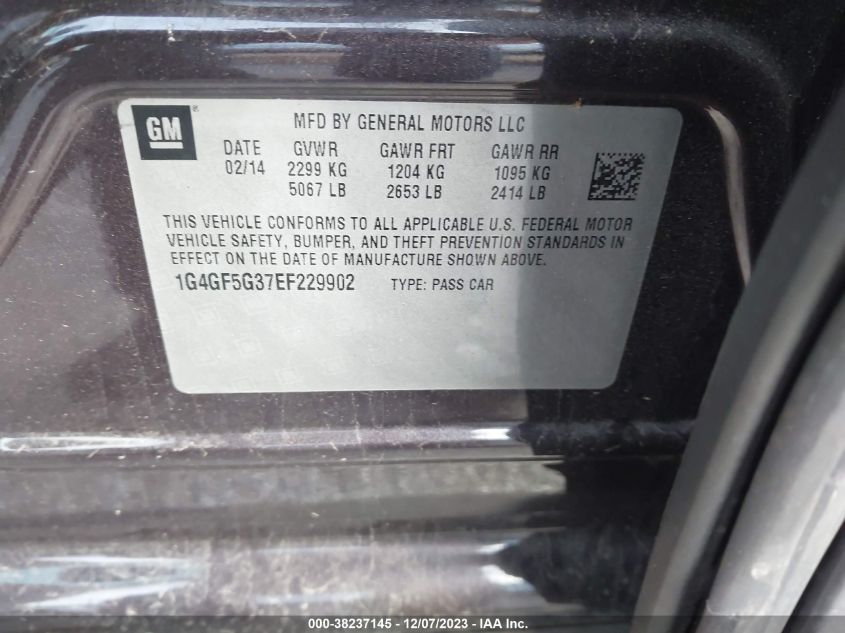 GM ®
MFD BY GENERAL MOTORS LLC
DATE GVWR GAWR FRT GAWR RR
02/14 2299 KG 1204 KG 1095 KG
5067 LB 2653 LB 2414 LB
THIS VEHICLE CONFORMS TO ALL APPLICABLE U.S. FEDERAL MOTOR
VEHICLE SAFETY, BUMPER, AND THEFT PREVENTION STANDARDS IN
EFFECT ON THE DATE OF MANUFACTURE SHOWN ABOVE.
1G4GF5G37EF229902 TYPE: PASS CAR
000-38237145 - 12/07/2023 - IAA Inc.